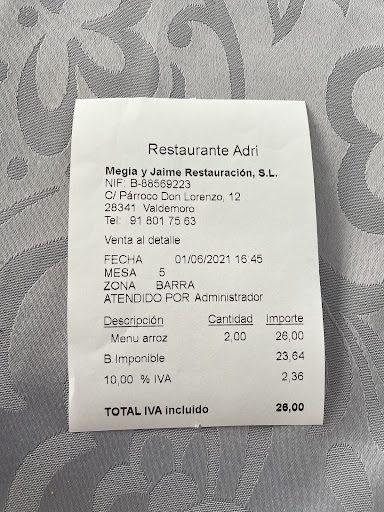 Restaurante Adri
Megia y Jaime Restauración, S.L.
NIF: B-88569223
C/ Párroco Don Lorenzo, 12
28341 Valdemoro
Tel: 91 801 75 63
Venta al detalle
FECHA 01/06/2021 16:45
MESA 5
ZONA BARRA
ATENDIDO POR Administrador
Descripción Cantidad Importe
Menu arroz 2,00 26,00
B.Imponible 23,64
10,00 % IVA 2,36
TOTAL IVA incluido 26,00